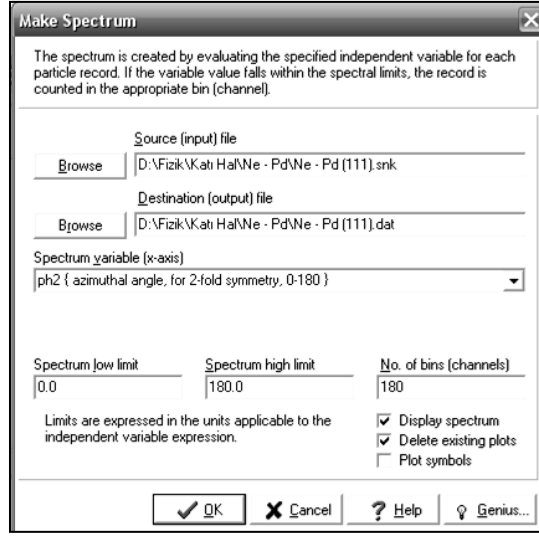 Make Spectrum
The spectrum is created by evaluating the specified independent variable for each
particle record. If the variable value falls within the spectral limits, the record is
counted in the appropriate bin (channel).
Source (input) file
Browse D:\Fizik\Katı Hal\Ne - Pd\Ne - Pd (111).snk
Destination (output) file
Browse D:\Fizik\Katı Hal\Ne - Pd\Ne - Pd (111).dat
Spectrum variable (x-axis)
ph2 { azimuthal angle, for 2-fold symmetry, 0-180 }
Spectrum low limit Spectrum high limit No. of bins (channels)
0.0 180.0 180
Limits are expressed in the units applicable to the
independent variable expression.
Display spectrum
Delete existing plots
Plot symbols
OK Cancel Help Genius...